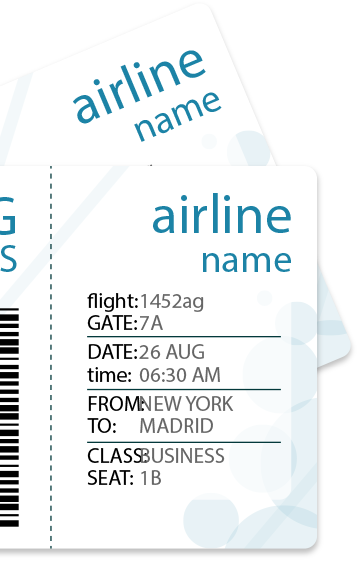 airline
name
G
S
airline
name
flight: 1452ag
GATE: 7A
DATE: 26 AUG
time: 06:30 AM
FROM: NEW YORK
TO: MADRID
CLASS: BUSINESS
SEAT: 1B